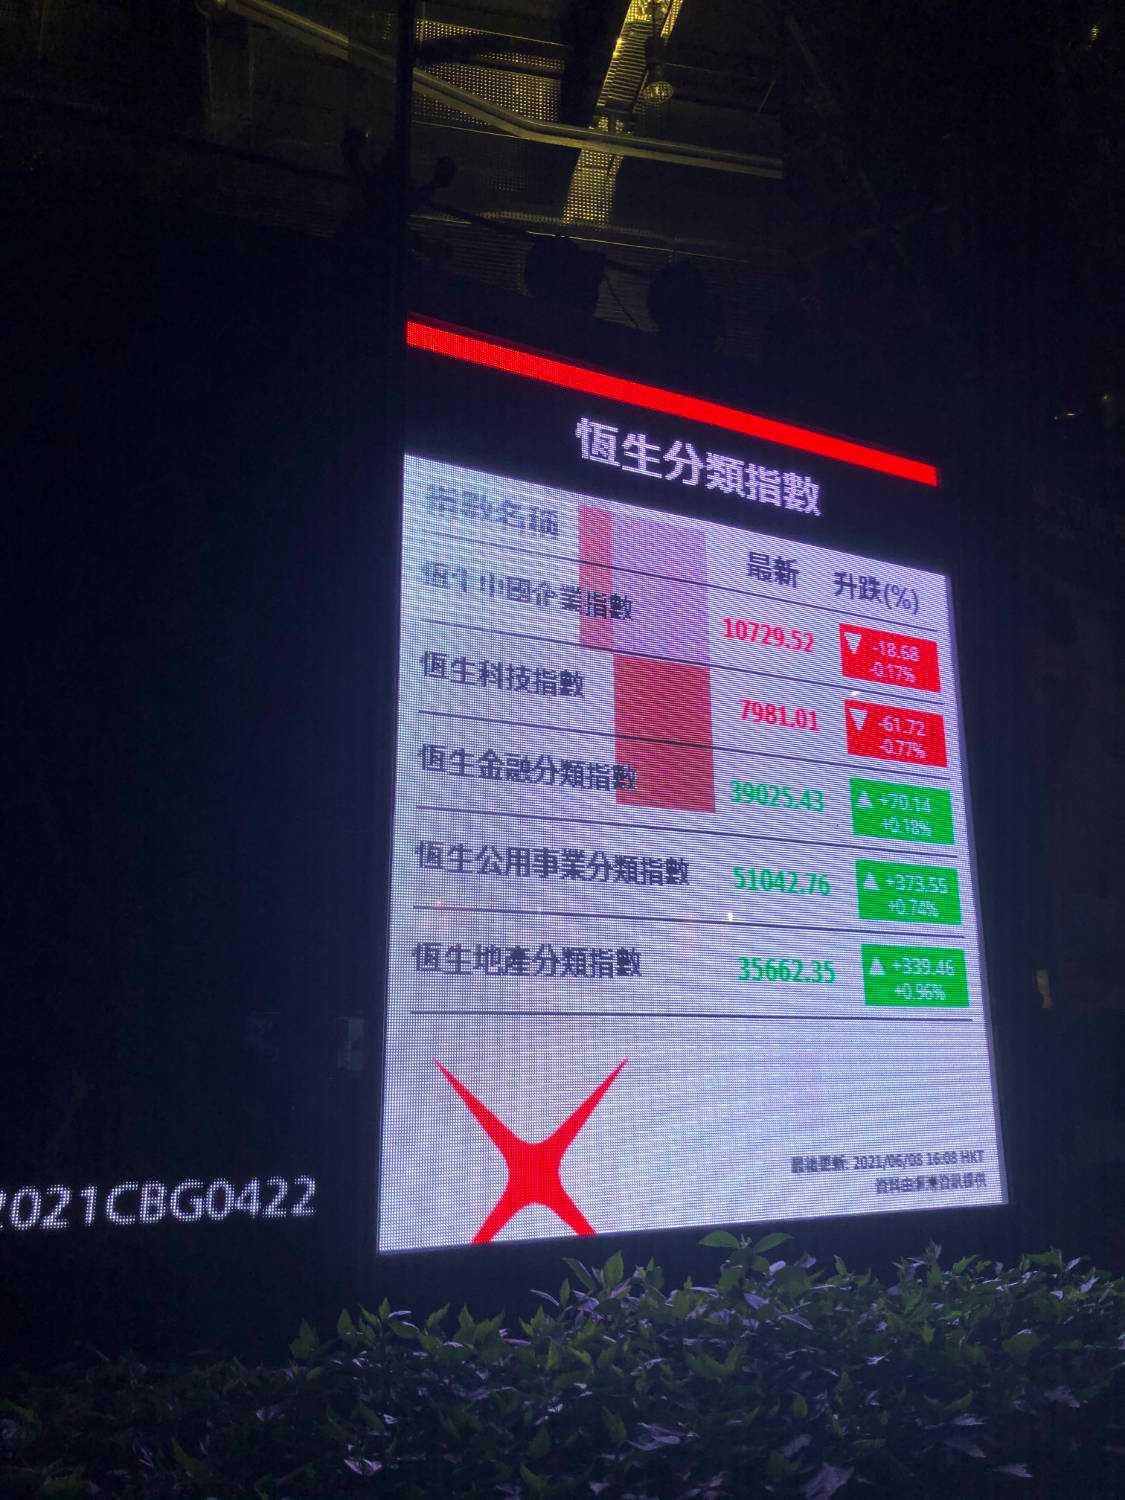 恆生分類指數
指數名稱 最新 升跌(%)
恆生中國企業指數 10729.52 ▼ -18.68
-0.17%
恆生科技指數 7981.01 ▼ -61.72
-0.77%
恆生金融分類指數 39025.43 ▲ +70.14
+0.18%
恆生公用事業分類指數 51042.76 ▲ +373.55
+0.74%
恆生地產分類指數 35662.35 ▲ +339.46
+0.96%
最後更新: 2021/06/08 16:08 HKT
資料由滙港資訊提供
2021CBG0422